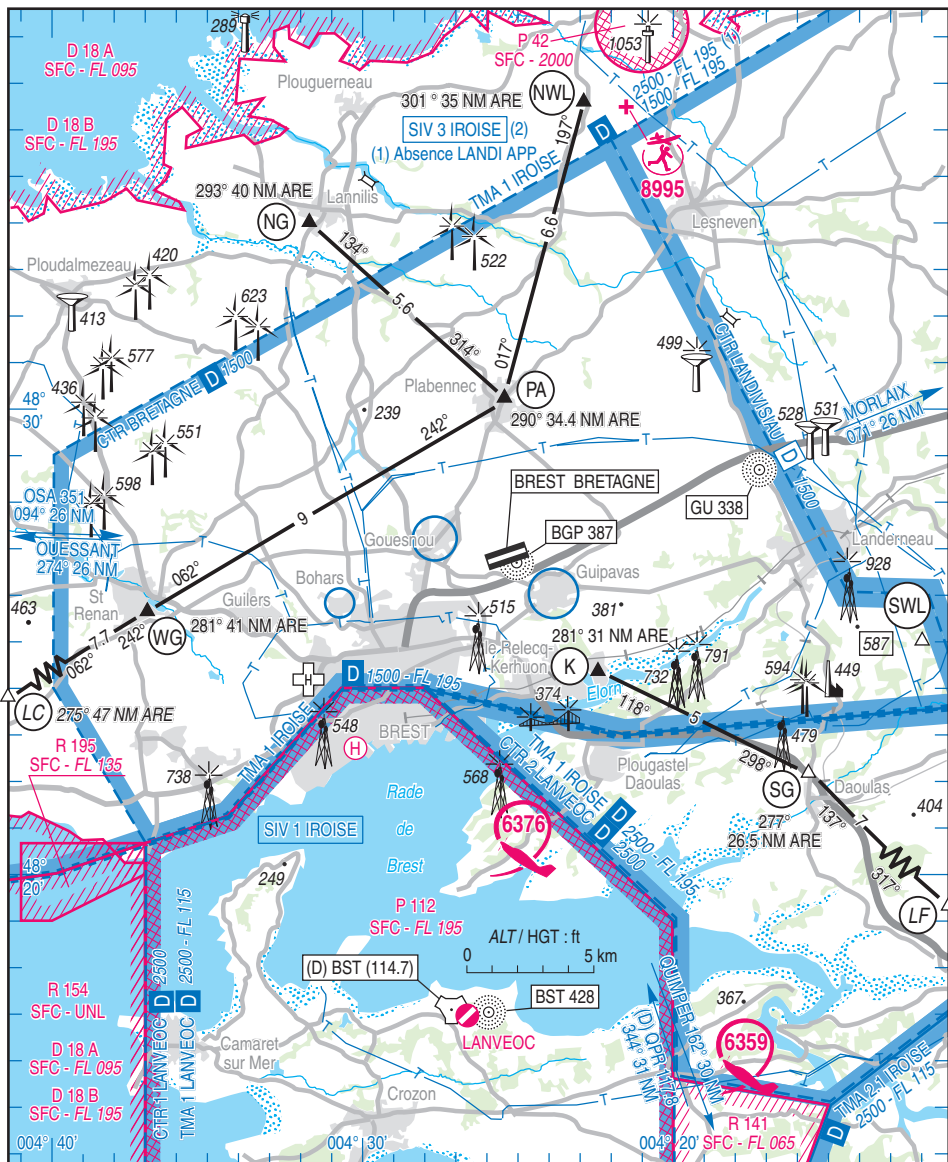 289
D 18 A
SFC - FL 095
Plouguerneau
P 42
SFC - 2000
1053
2500 - FL 195 (1)
1500 - FL 195
NWL
301 ° 35 NM ARE
D 18 B
SFC - FL 195
SIV 3 IROISE (2)
(1) Absence LANDI APP
197°
D
8995
TMA 1 IROISE
293° 40 NM ARE
Lannilis
NG
134°
6.6
Lesneven
522
Ploudalmezeau
420
413
5.6
623
314°
017°
CTR LANDIVISIAU
499
577
CTR BRETAGNE D 1500
Plabennec
PA
436
48°
30'
239
290° 34.4 NM ARE
242°
528
531
MORLAIX
071° 26 NM
551
D 1500
598
BREST BRETAGNE
OSA 351
094° 26 NM
9
GU 338
OUESSANT
274° 26 NM
Gouesnou
BGP 387
Landerneau
062°
Bohars
Guipavas
928
St
Renan
Guilers
463
WG
281° 41 NM ARE
515
381
SWL
281° 31 NM ARE
587
7.7
242°
062°
le Relecq-
Kerhuon
K
791
732
594
449
H
D 1500 - FL 195
Elorn
LC
275° 47 NM ARE
374
118°
5
548
BREST
H
479
TMA 1 IROISE
R 195
SFC - FL 135
738
568
TMA 1 IROISE
CTR 2 LANVEOC
Plougastel
Daoulas
298°
SG
Daoulas
Rade
de
Brest
SIV 1 IROISE
6376
D 2500 - FL 195
D 2500
277°
26.5 NM ARE
137°
7
404
317°
48°
20'
249
LF
P 112
SFC - FL 195
ALT / HGT : ft
0 5 km
(D) BST (114.7)
BST 428
R 154
SFC - UNL
CTR 1 LANVEOC D 2500
TMA 1 LANVEOC D 2500 - FL 115
LANVEOC
QUIMPER 162° 30 NM
(D) QPR 117.8
344° 31 NM
367
6359
D 18 A
SFC - FL 095
Camaret
sur Mer
D 18 B
SFC - FL 195
Crozon
TMA 2.1 IROISE
2500 - FL 115
D
R 141
SFC - FL 065
004° 40'
004° 30'
004° 20'